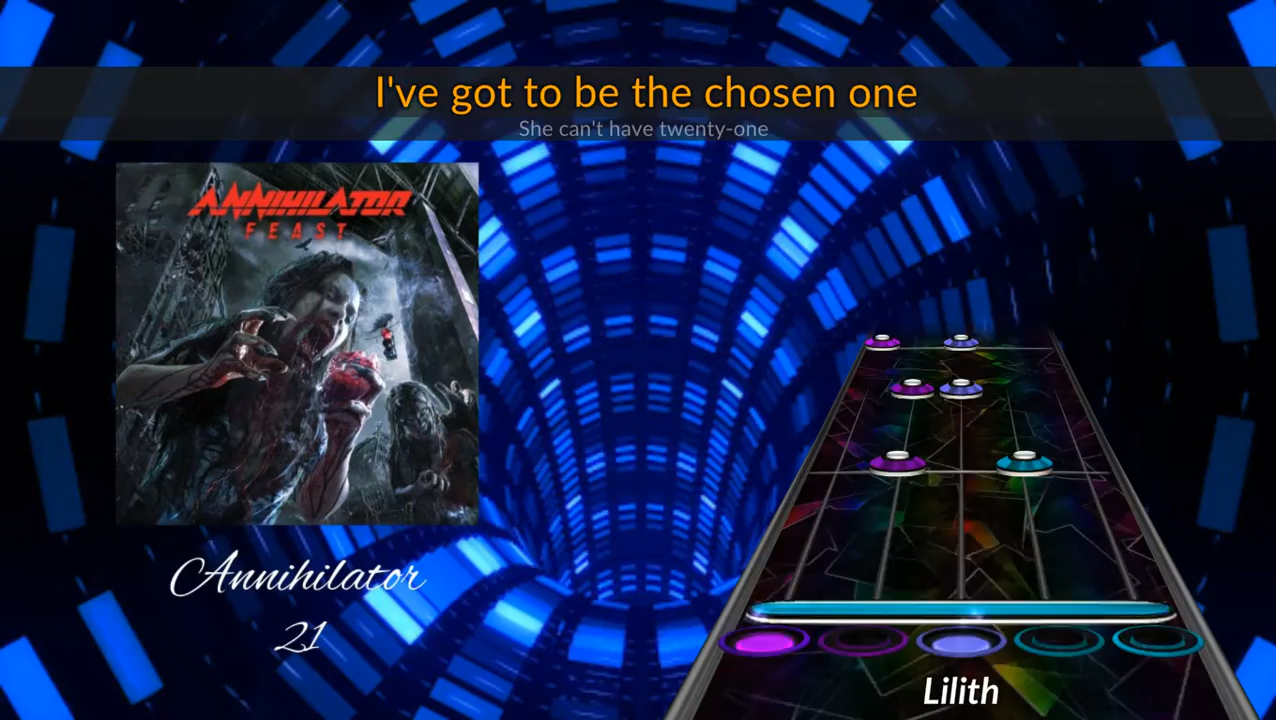 I've got to be the chosen one
She can't have twenty-one
ANNIHILATOR
FEAST
Annihilator
21
Lilith